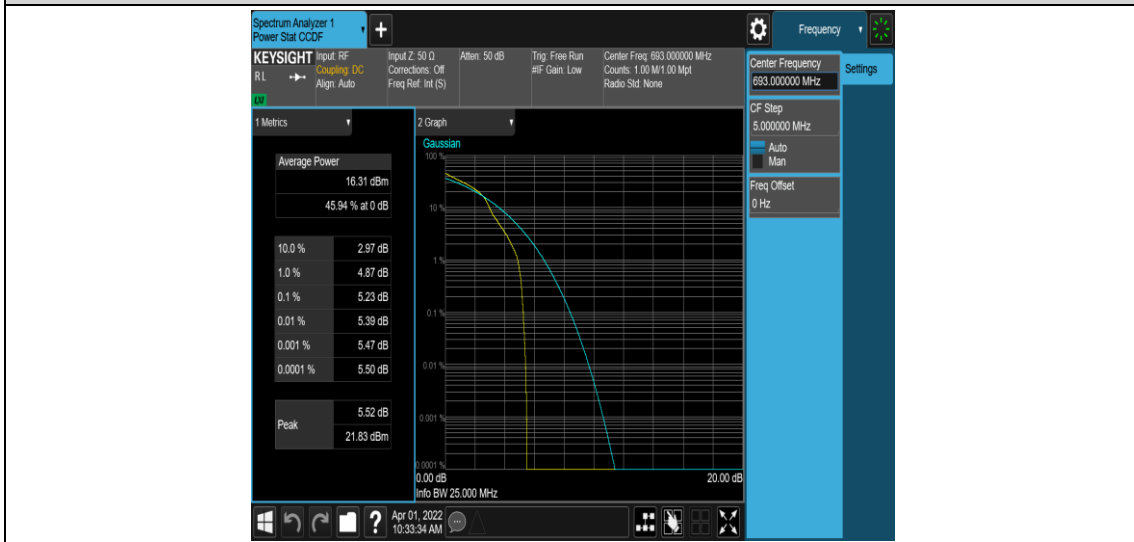 Spectrum Analyzer 1
Power Stat CCDF
Frequency
KEYSIGHT
RL
LXI
Input: RF
Coupling: DC
Align: Auto
Input Z: 50 Ω
Corrections: Off
Freq Ref: Int (S)
Atten: 50 dB
Trig: Free Run
#IF Gain: Low
Center Freq: 693.000000 MHz
Counts: 1.00 M/1.00 Mpt
Radio Std: None
Center Frequency
693.000000 MHz
Settings
CF Step
5.000000 MHz
Auto
Man
Freq Offset
0 Hz
1 Metrics
Average Power
16.31 dBm
45.94 % at 0 dB
10.0 % 2.97 dB
1.0 % 4.87 dB
0.1 % 5.23 dB
0.01 % 5.39 dB
0.001 % 5.47 dB
0.0001 % 5.50 dB
Peak
5.52 dB
21.83 dBm
2 Graph
Gaussian
100 %
10 %
1 %
0.1 %
0.01 %
0.001 %
0.0001 %
0.00 dB
20.00 dB
Info BW 25.000 MHz
?
Apr 01, 2022
10:33:34 AM